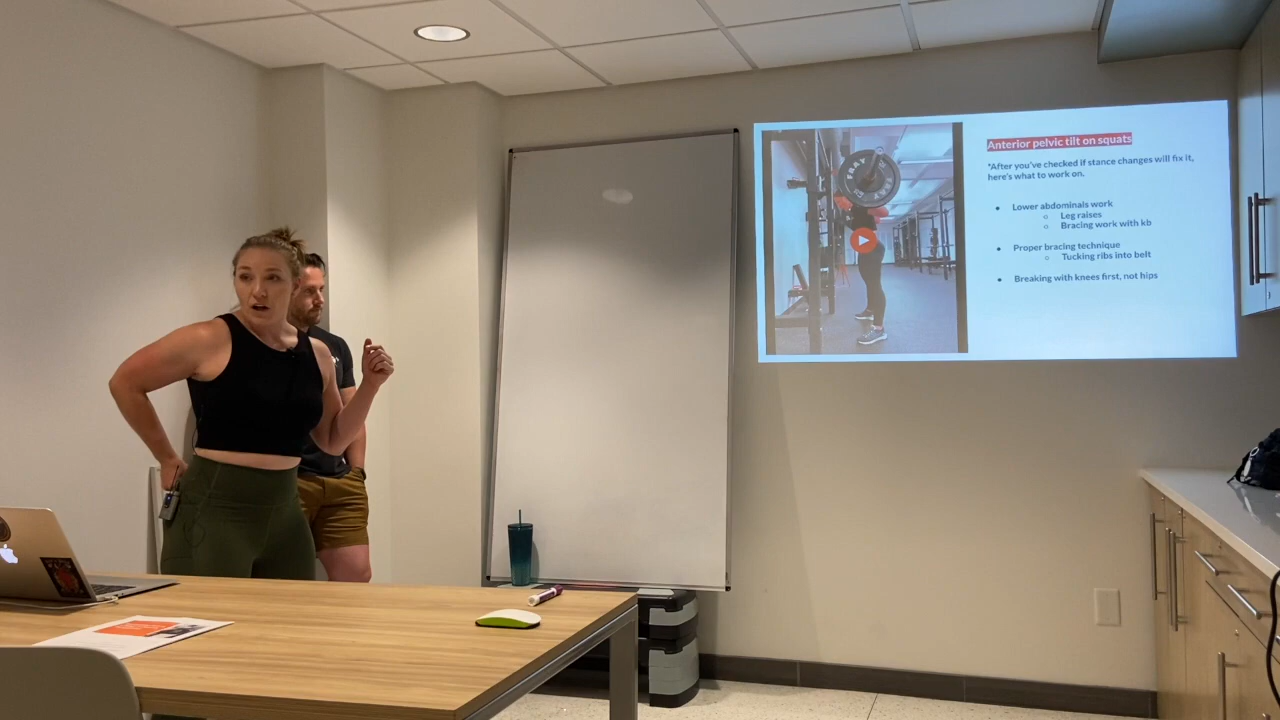 FRAY
Anterior pelvic tilt on squats
*After you've checked if stance changes will fix it,
here's what to work on.
• Lower abdominals work
○ Leg raises
○ Bracing work with kb
• Proper bracing technique
○ Tucking ribs into belt
• Breaking with knees first, not hips